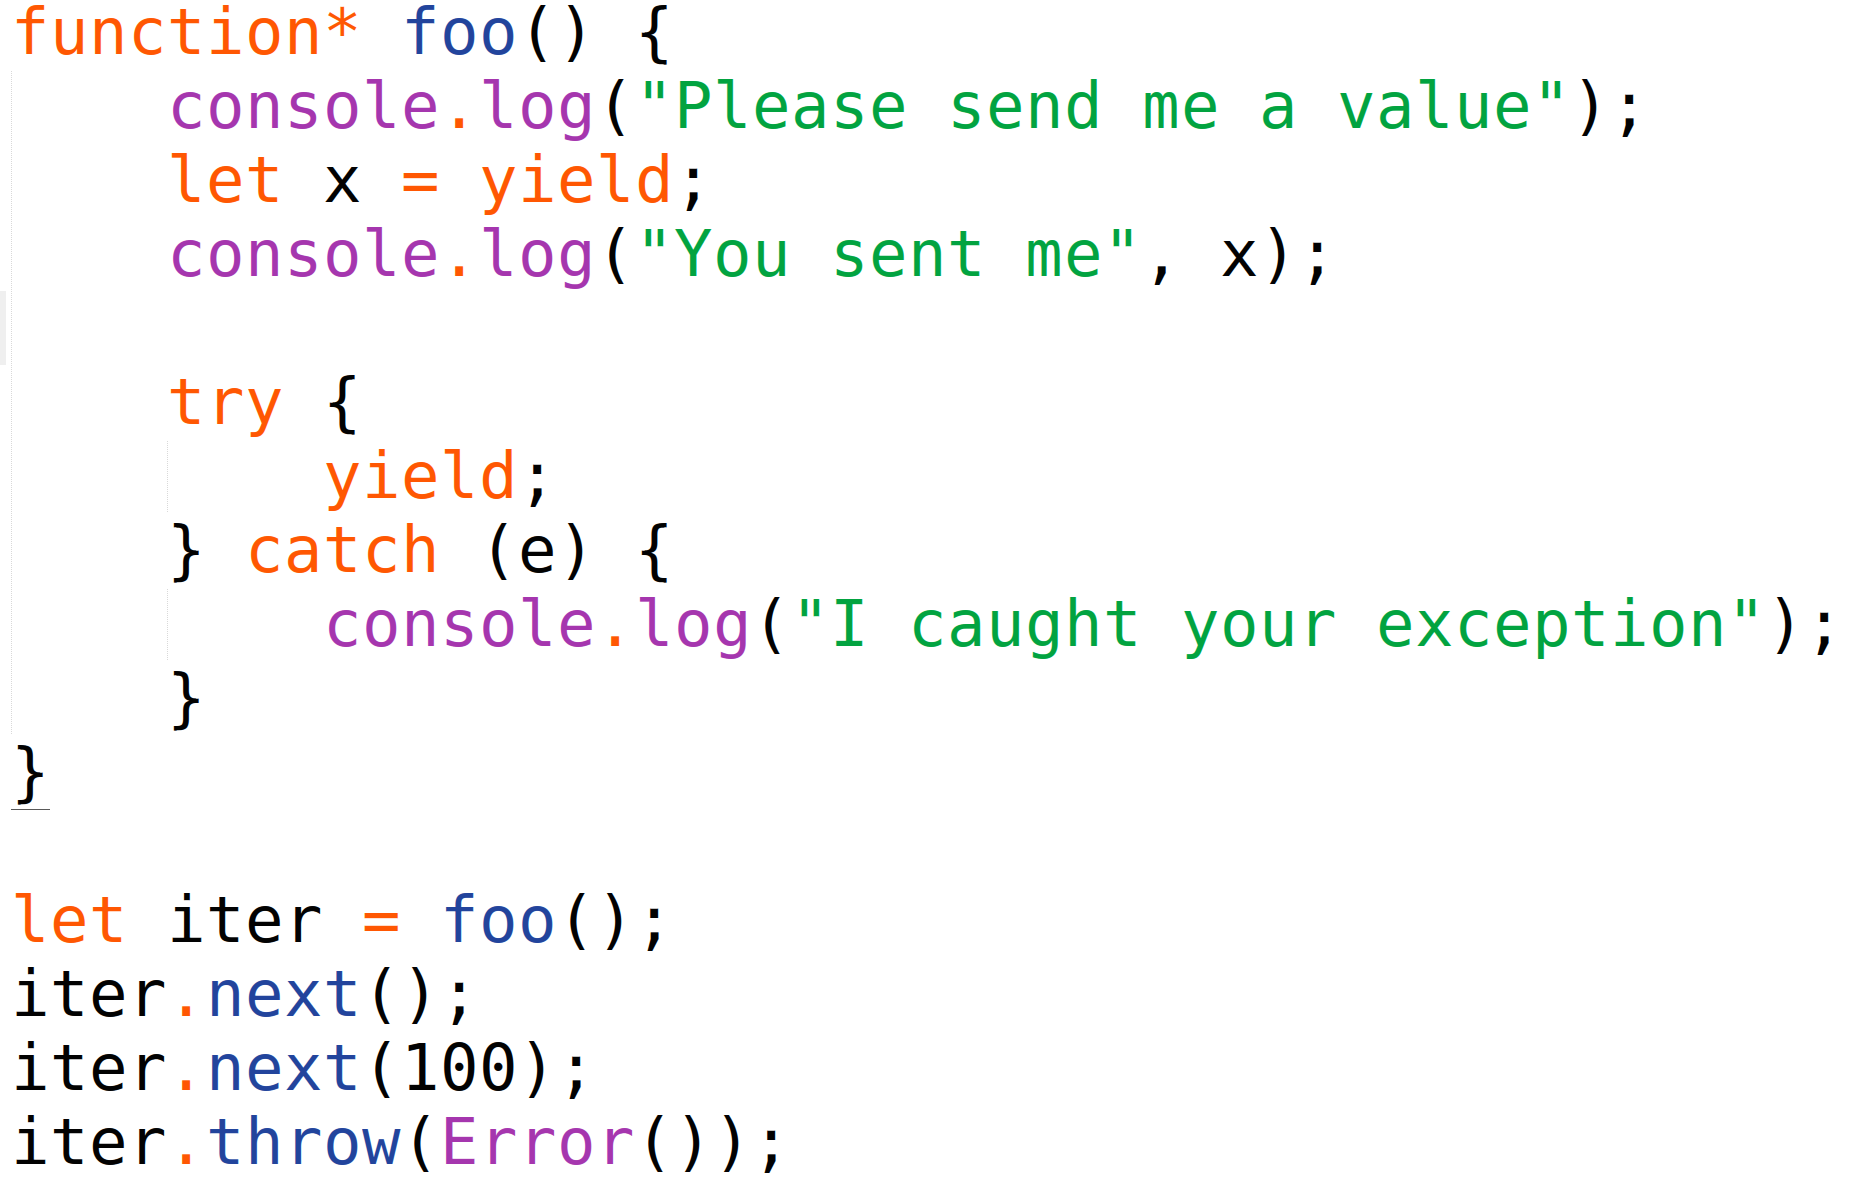 function* foo() {
    console.log("Please send me a value");
    let x = yield;
    console.log("You sent me", x);

    try {
        yield;
    } catch (e) {
        console.log("I caught your exception");
    }
}

let iter = foo();
iter.next();
iter.next(100);
iter.throw(Error());